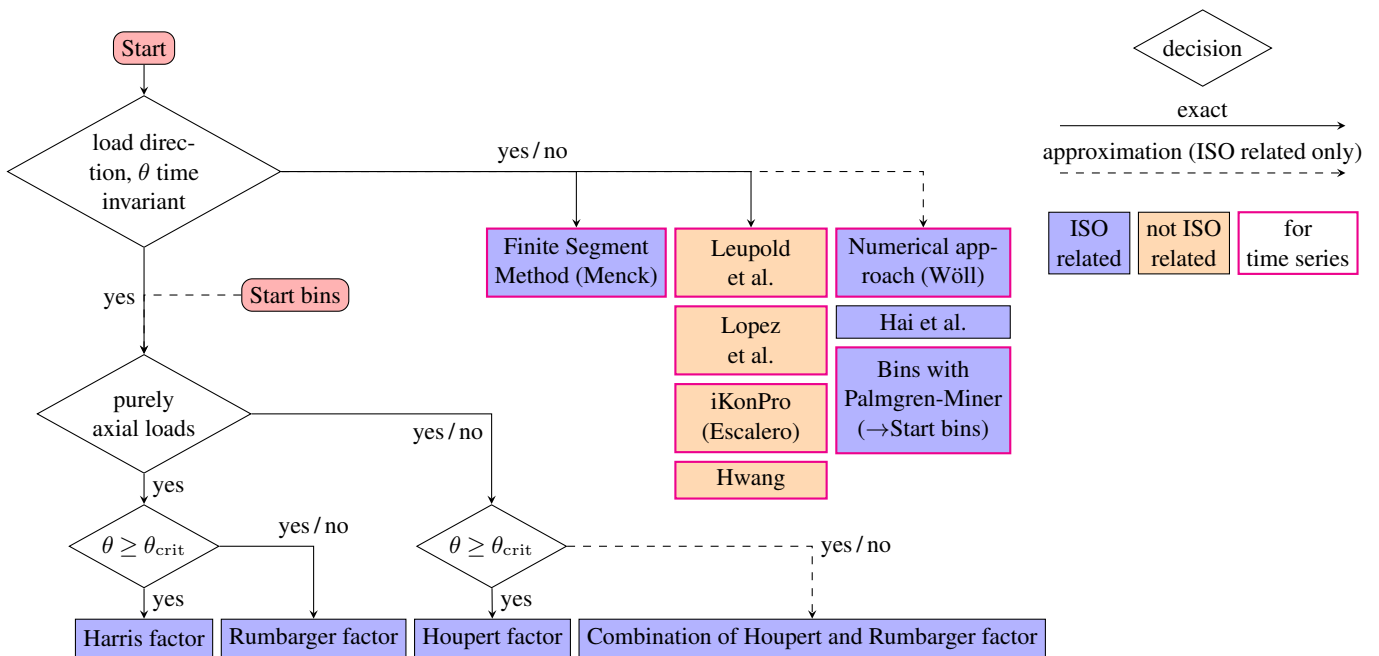 Start
load direc-
tion, θ time
invariant
yes / no
yes
Start bins
Finite Segment
Method (Menck)
Leupold
et al.
Lopez
et al.
iKonPro
(Escalero)
Hwang
Numerical app-
roach (Wöll)
Hai et al.
Bins with
Palmgren-Miner
(→Start bins)
purely
axial loads
yes / no
yes
θ ≥ θcrit
yes / no
yes
θ ≥ θcrit
yes / no
yes
Harris factor
Rumbarger factor
Houpert factor
Combination of Houpert and Rumbarger factor
decision
exact
approximation (ISO related only)
ISO
related
not ISO
related
for
time series